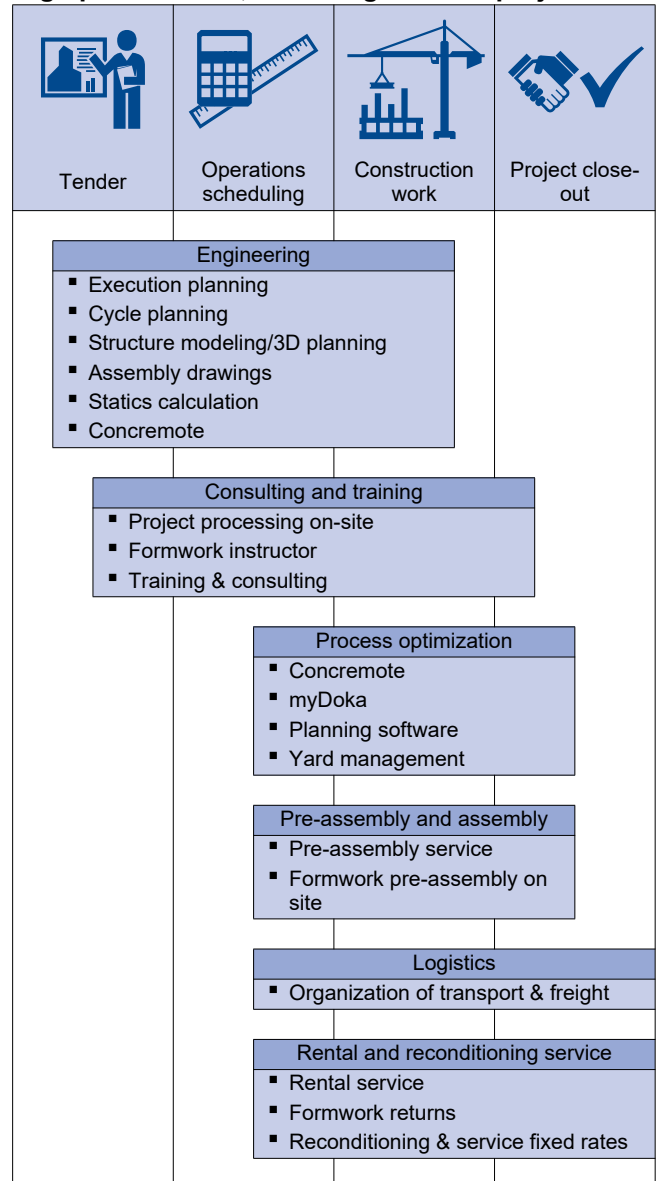 Tender
Operations
scheduling
Construction
work
Project close-
out
Engineering
▪ Execution planning
▪ Cycle planning
▪ Structure modeling/3D planning
▪ Assembly drawings
▪ Statics calculation
▪ Concremote
Consulting and training
▪ Project processing on-site
▪ Formwork instructor
▪ Training & consulting
Process optimization
▪ Concremote
▪ myDoka
▪ Planning software
▪ Yard management
Pre-assembly and assembly
▪ Pre-assembly service
▪ Formwork pre-assembly on
site
Logistics
▪ Organization of transport & freight
Rental and reconditioning service
▪ Rental service
▪ Formwork returns
▪ Reconditioning & service fixed rates